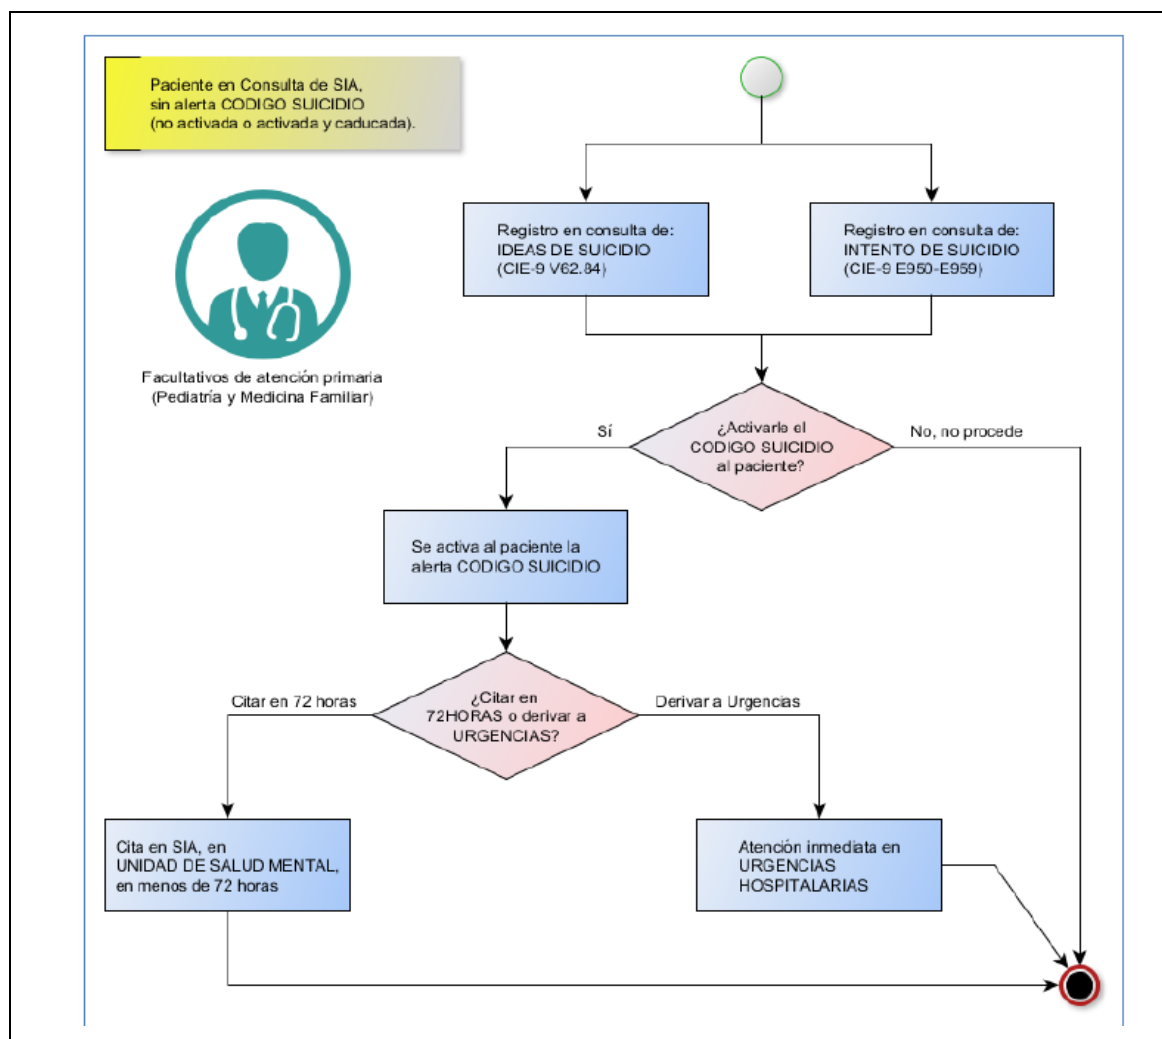 Paciente en Consulta de SIA,
sin alerta CODIGO SUICIDIO
(no activada o activada y caducada).
Facultativos de atención primaria
(Pediatría y Medicina Familiar)
Registro en consulta de:
IDEAS DE SUICIDIO
(CIE-9 V62.84)
Registro en consulta de:
INTENTO DE SUICIDIO
(CIE-9 E950-E959)
¿Activarle el
CODIGO SUICIDIO
al paciente?
Sí
No, no procede
Se activa al paciente la
alerta CODIGO SUICIDIO
¿Citar en
72HORAS o derivar a
URGENCIAS?
Citar en 72 horas
Derivar a Urgencias
Cita en SIA, en
UNIDAD DE SALUD MENTAL,
en menos de 72 horas
Atención inmediata en
URGENCIAS
HOSPITALARIAS